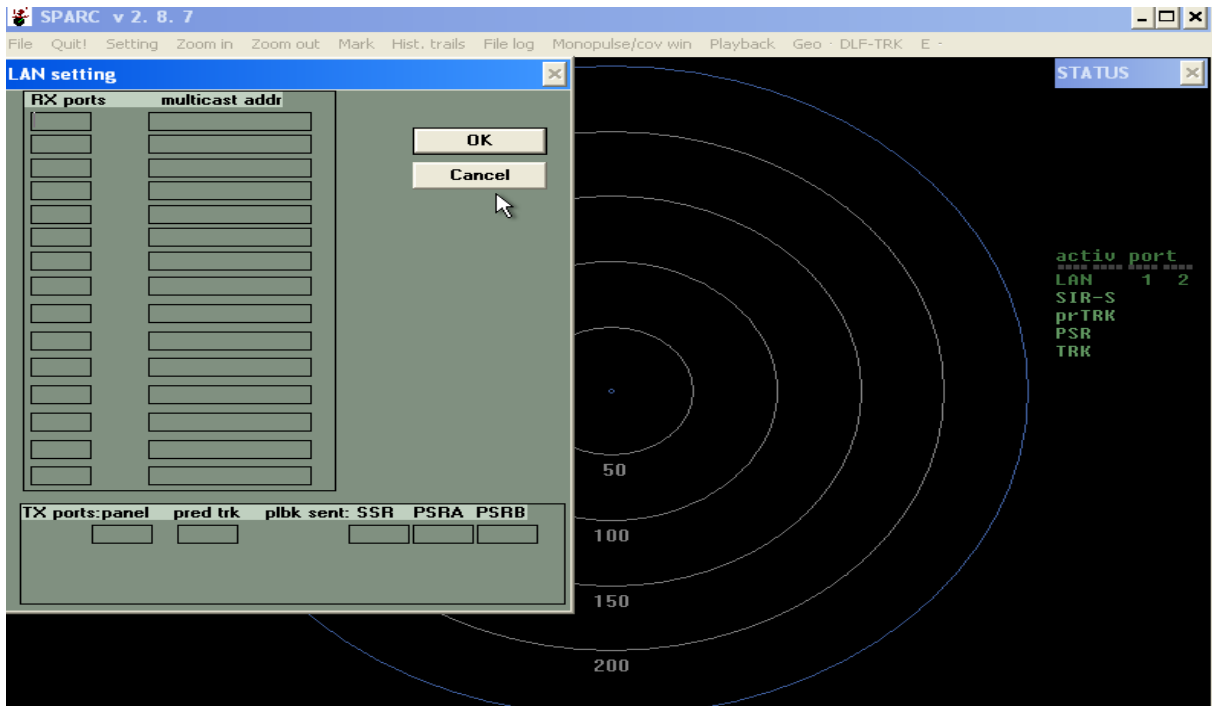 SPARC v 2. 8. 7
File Quit! Setting Zoom in Zoom out Mark Hist. trails File log Monopulse/cov win Playback Geo - DLF-TRK E -
LAN setting
STATUS
RX ports multicast addr
OK
Cancel
activ port
LAN 1 2
SIR-S
prTRK
PSR
TRK
50
TX ports:panel pred trk plbk sent: SSR PSRA PSRB
100
150
200